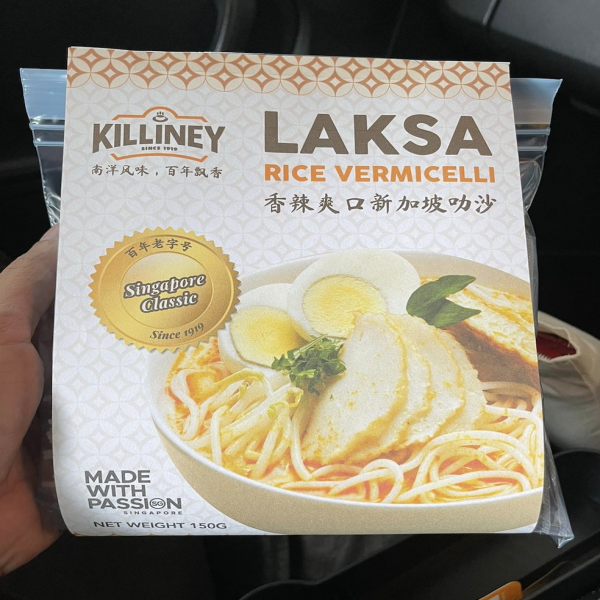 KILLINEY
SINCE 1919
南洋风味，百年飘香
LAKSA
RICE VERMICELLI
香辣爽口新加坡叻沙
百年老字号
Singapore
Classic
Since 1919
MADE
WITH
PASSION
SG
SINGAPORE
NET WEIGHT 150G